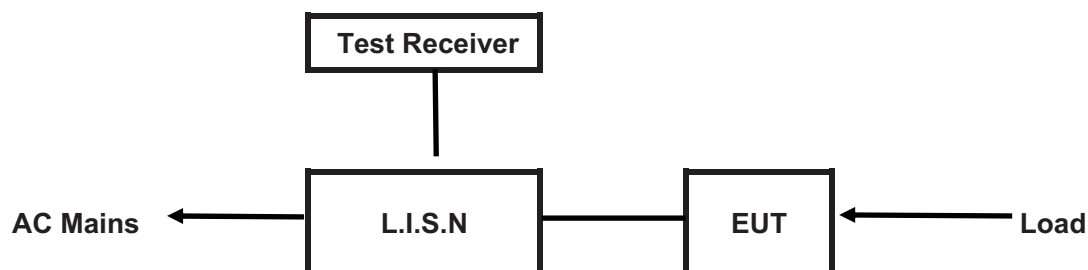 Test Receiver
AC Mains
L.I.S.N
EUT
Load